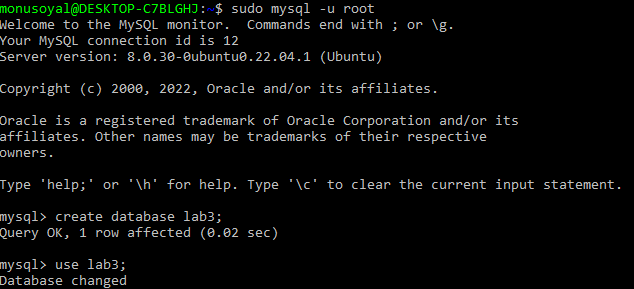 monusoyal@DESKTOP-C7BLGHJ:~$ sudo mysql -u root
Welcome to the MySQL monitor.  Commands end with ; or \g.
Your MySQL connection id is 12
Server version: 8.0.30-0ubuntu0.22.04.1 (Ubuntu)
Copyright (c) 2000, 2022, Oracle and/or its affiliates.
Oracle is a registered trademark of Oracle Corporation and/or its
affiliates. Other names may be trademarks of their respective
owners.
Type 'help;' or '\h' for help. Type '\c' to clear the current input statement.
mysql> create database lab3;
Query OK, 1 row affected (0.02 sec)
mysql> use lab3;
Database changed